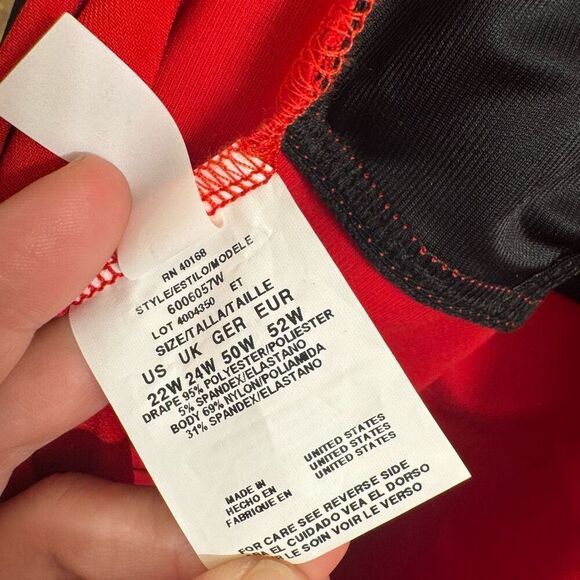 RN 40168
STYLE/ESTILO/MODELE
6006057W
LOT 4004350 ET
SIZE/TALLA/TAILLE
US UK GER EUR
22W 24W 50W 52W
DRAPE 95% POLYESTER/POLIESTER
5% SPANDEX/ELASTANO
BODY 69% NYLON/POLIAMIDA
31% SPANDEX/ELASTANO
MADE IN UNITED STATES
HECHO EN UNITED STATES
FABRIQUE EN UNITED STATES
FOR CARE SEE REVERSE SIDE
EL CUIDADO VEA EL DORSO
LE SOIN VOIR LE VERSO